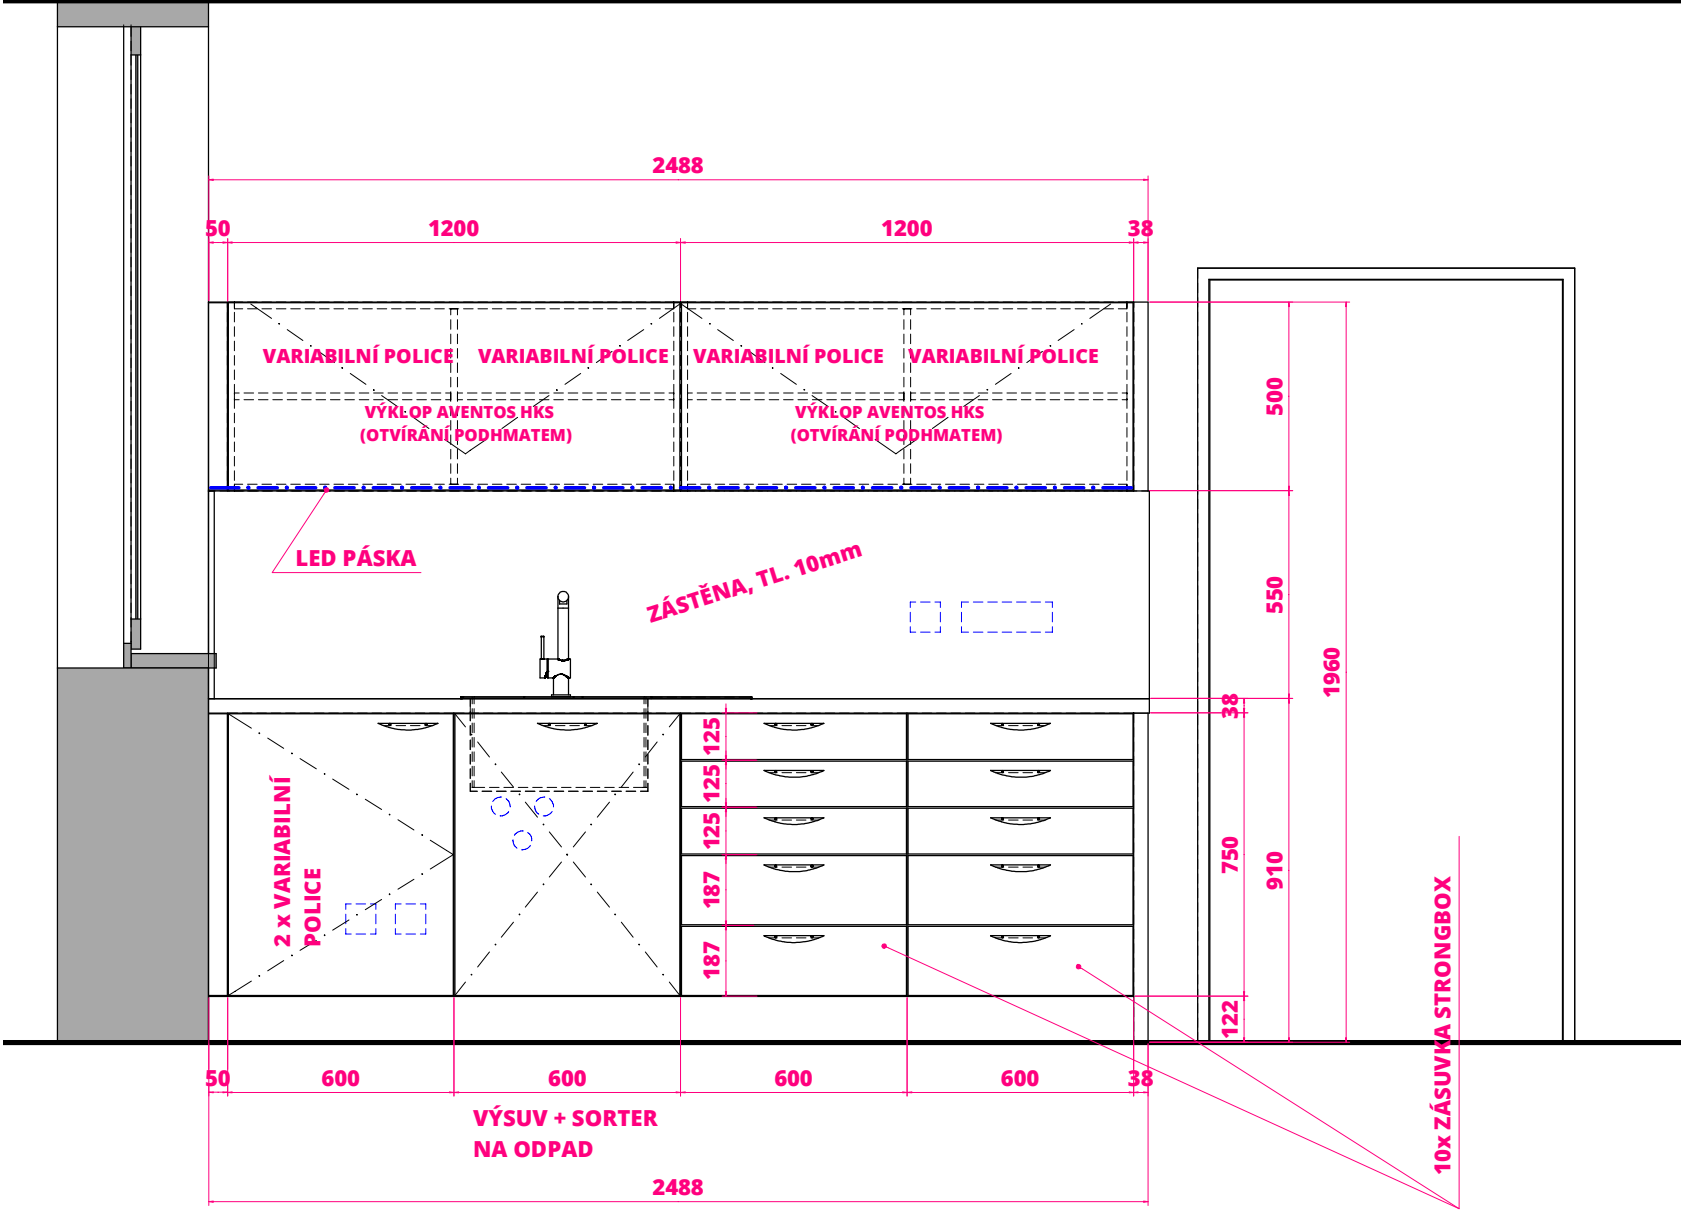 2488
50
1200
1200
38
VARIABILNÍ POLICE
VARIABILNÍ POLICE
VARIABILNÍ POLICE
VARIABILNÍ POLICE
VÝKLOP AVENTOS HKS
(OTVÍRÁNÍ PODHMATEM)
VÝKLOP AVENTOS HKS
(OTVÍRÁNÍ PODHMATEM)
500
LED PÁSKA
ZÁSTĚNA, TL. 10mm
550
1960
38
125
125
125
187
187
2 x VARIABILNÍ
POLICE
750
910
122
10x ZÁSUVKA STRONGBOX
50
600
600
600
600
38
VÝSUV + SORTER
NA ODPAD
2488